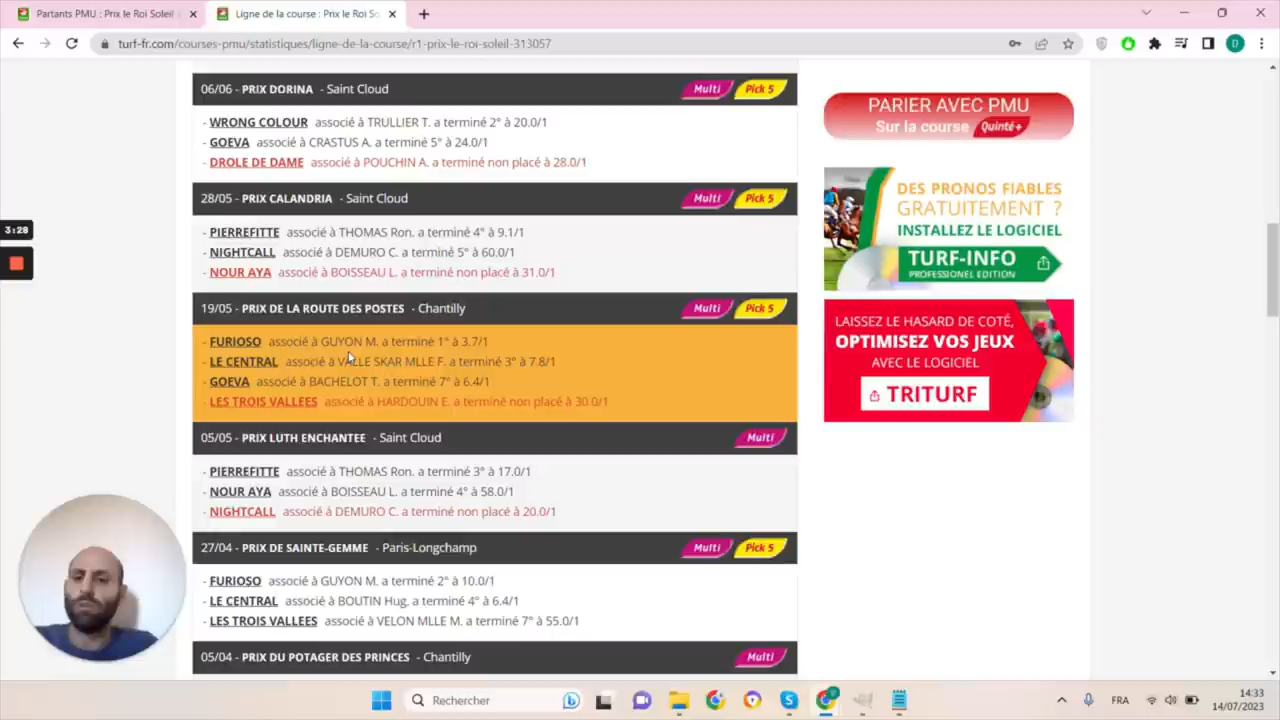 Partants PMU : Prix le Roi Soleil
Ligne de la course : Prix le Roi So
turf-fr.com/courses-pmu/statistiques/ligne-de-la-course/r1-prix-le-roi-soleil-313057
D
06/06 - PRIX DORINA - Saint Cloud Multi Pick 5
- WRONG COLOUR associé à TRULLIER T. a terminé 2° à 20.0/1
- GOEVA associé à CRASTUS A. a terminé 5° à 24.0/1
- DROLE DE DAME associé à POUCHIN A. a terminé non placé à 28.0/1
28/05 - PRIX CALANDRIA - Saint Cloud Multi Pick 5
- PIERREFITTE associé à THOMAS Ron. a terminé 4° à 9.1/1
- NIGHTCALL associé à DEMURO C. a terminé 5° à 60.0/1
- NOUR AYA associé à BOISSEAU L. a terminé non placé à 31.0/1
19/05 - PRIX DE LA ROUTE DES POSTES - Chantilly Multi Pick 5
- FURIOSO associé à GUYON M. a terminé 1° à 3.7/1
- LE CENTRAL associé à VALLE SKAR MLLE F. a terminé 3° à 7.8/1
- GOEVA associé à BACHELOT T. a terminé 7° à 6.4/1
- LES TROIS VALLEES associé à HARDOUIN E. a terminé non placé à 30.0/1
05/05 - PRIX LUTH ENCHANTEE - Saint Cloud Multi
- PIERREFITTE associé à THOMAS Ron. a terminé 3° à 17.0/1
- NOUR AYA associé à BOISSEAU L. a terminé 4° à 58.0/1
- NIGHTCALL associé à DEMURO C. a terminé non placé à 20.0/1
27/04 - PRIX DE SAINTE-GEMME - Paris-Longchamp Multi Pick 5
- FURIOSO associé à GUYON M. a terminé 2° à 10.0/1
- LE CENTRAL associé à BOUTIN Hug. a terminé 4° à 6.4/1
- LES TROIS VALLEES associé à VELON MLLE M. a terminé 7° à 55.0/1
05/04 - PRIX DU POTAGER DES PRINCES - Chantilly Multi
PARIER AVEC PMU
Sur la course Quinté+
DES PRONOS FIABLES
GRATUITEMENT ?
INSTALLEZ LE LOGICIEL
TURF-INFO
PROFESSIONEL EDITION
LAISSEZ LE HASARD DE COTÉ,
OPTIMISEZ VOS JEUX
AVEC LE LOGICIEL
TRITURF
3:28
Rechercher
FRA
14:33
14/07/2023